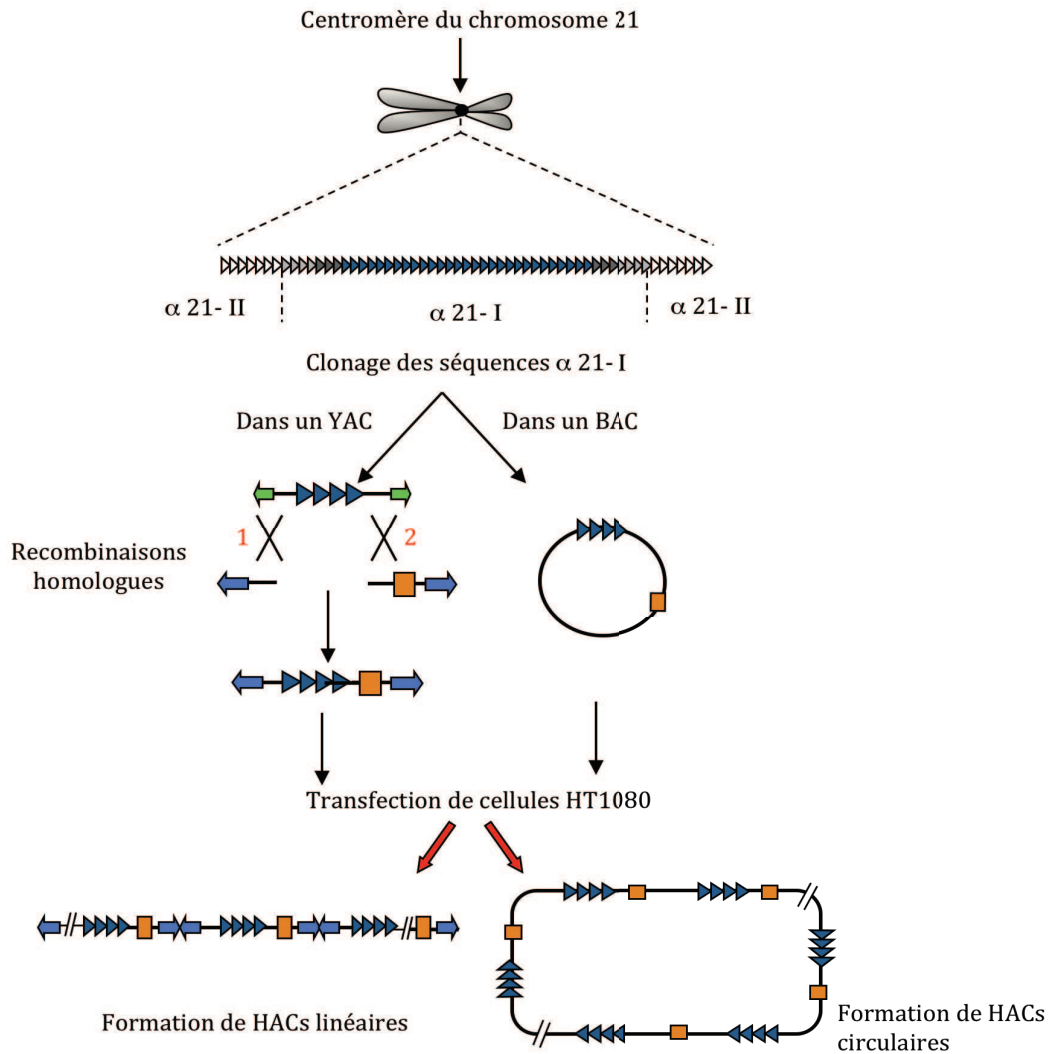 Centromère du chromosome 21
α 21- II
α 21- I
α 21- II
Clonage des séquences α 21- I
Dans un YAC
Dans un BAC
1
2
Recombinaisons
homologues
Transfection de cellules HT1080
Formation de HACs linéaires
Formation de HACs
circulaires